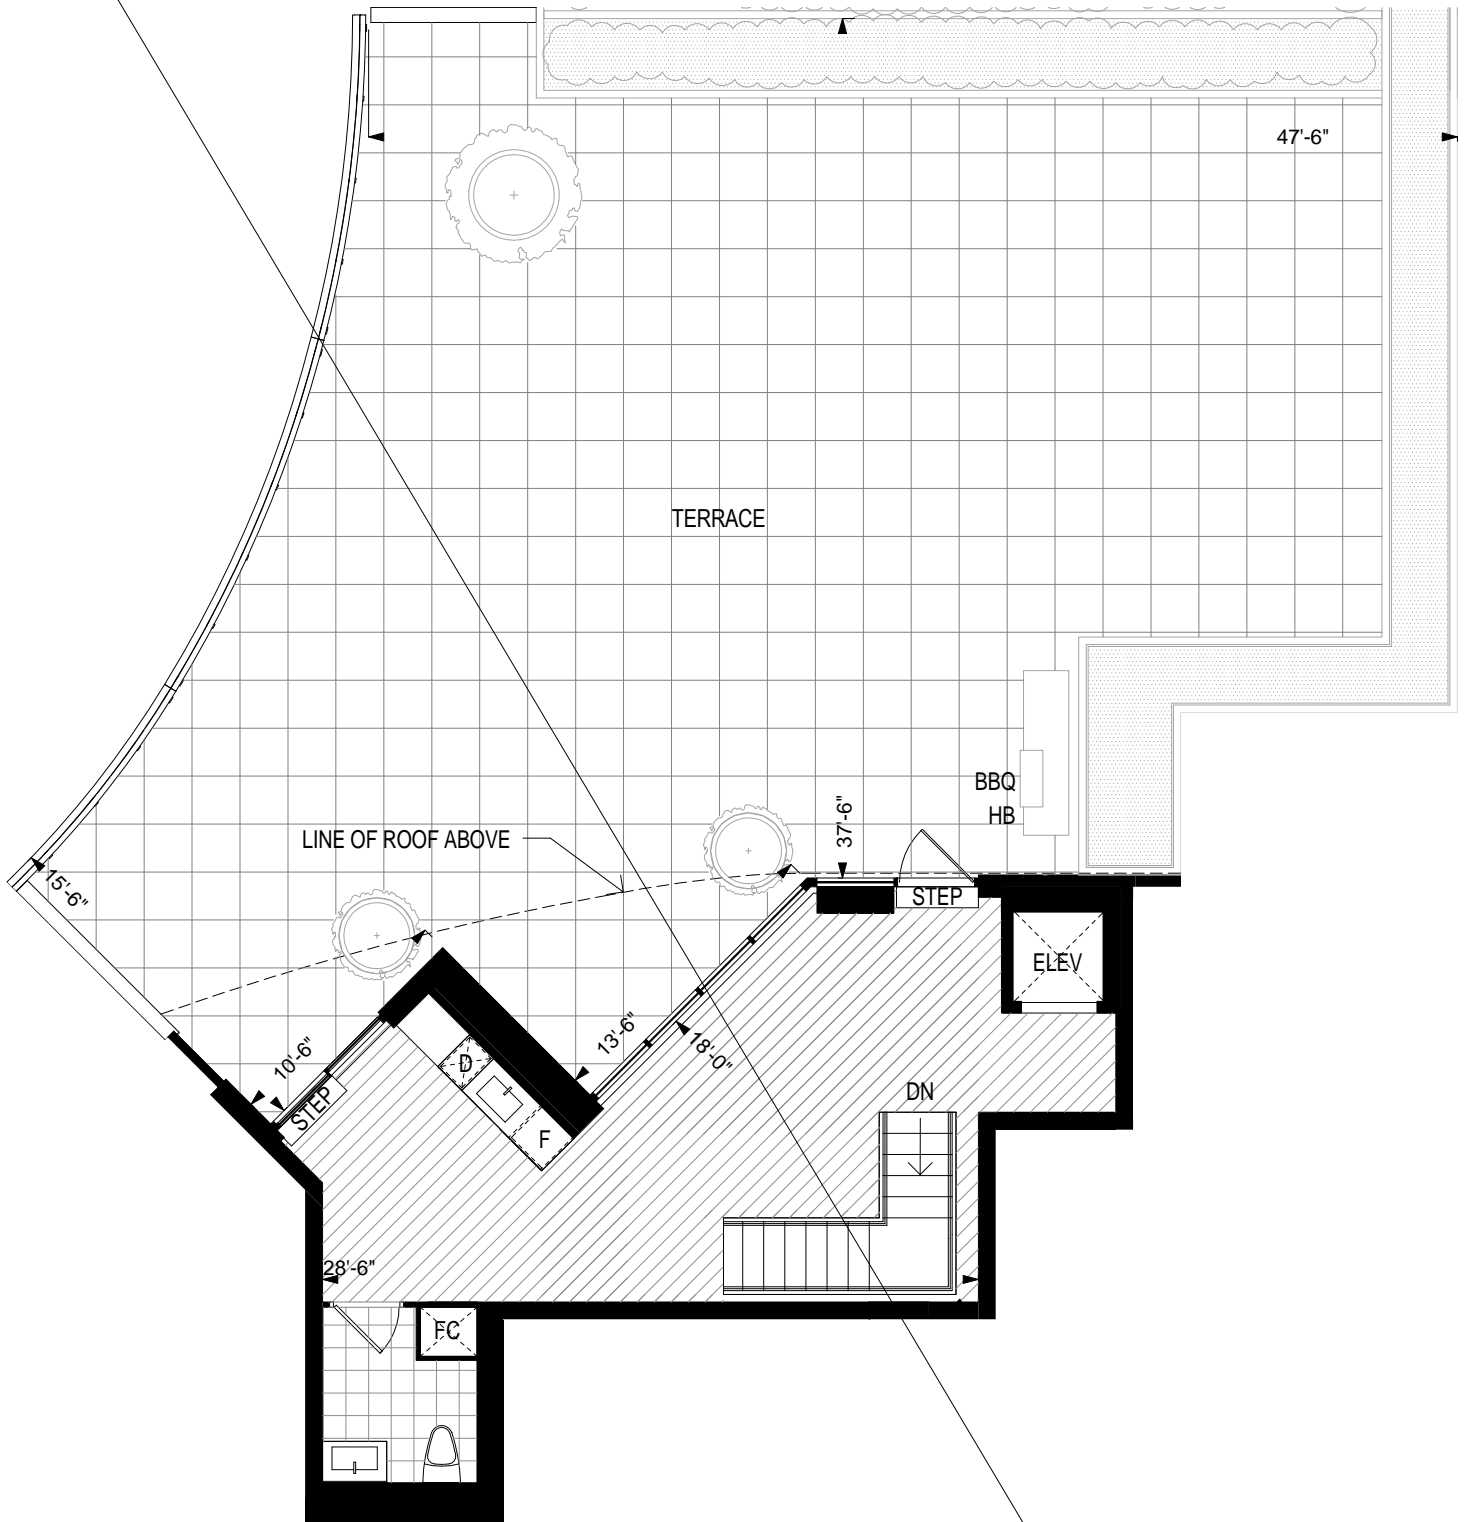 47'-6"
TERRACE
BBQ
HB
37'-6"
LINE OF ROOF ABOVE
15'-6"
STEP
ELEV
10'-6"
13'-6"
18'-0"
D
STEP
DN
F
28'-6"
FC